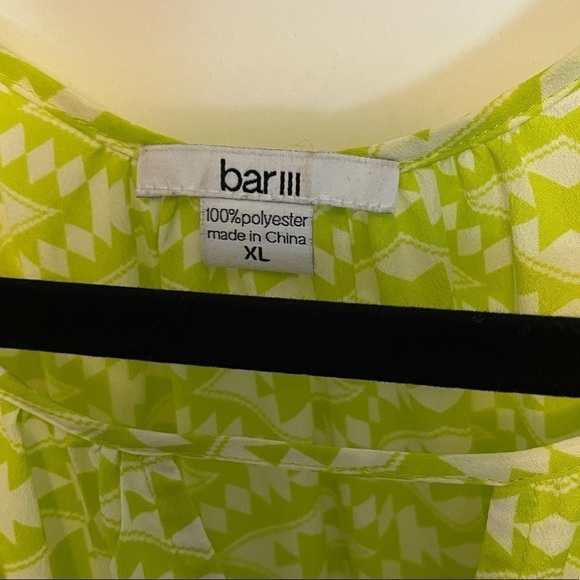 bar III
100%polyester
made in China
XL